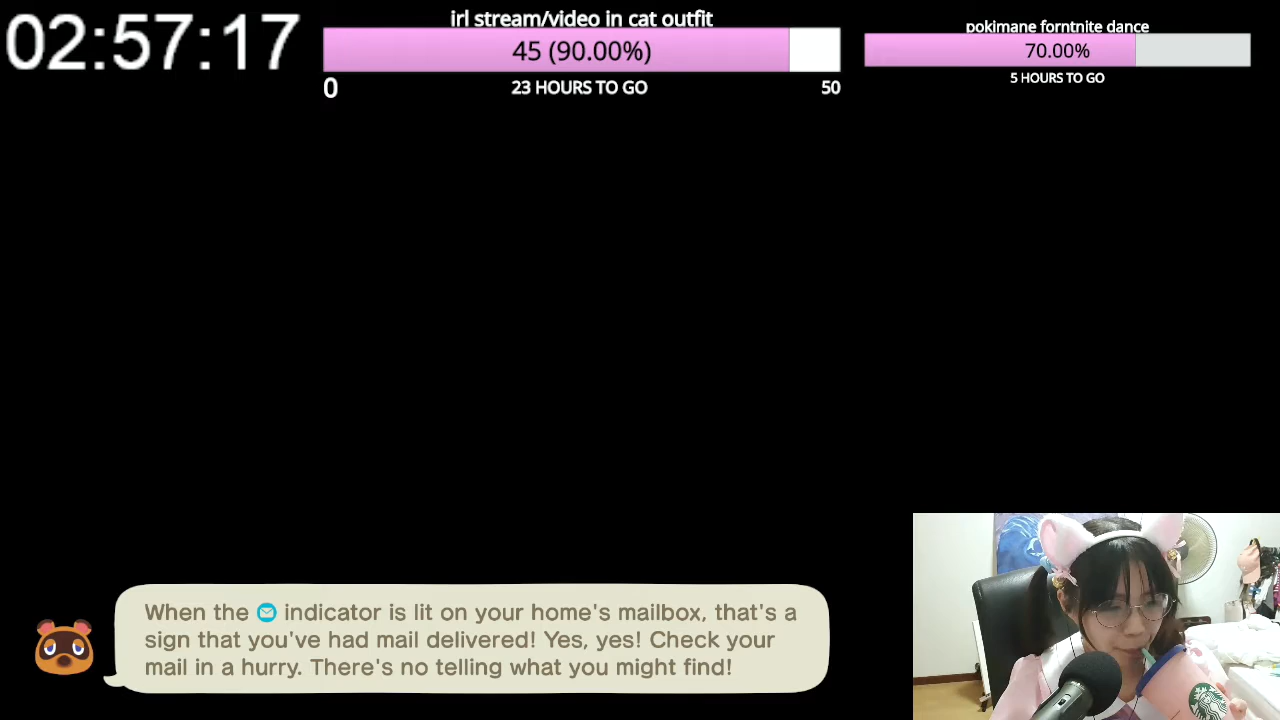 02:57:17
irl stream/video in cat outfit
45 (90.00%)
0 23 HOURS TO GO 50
pokimane forntnite dance
70.00%
5 HOURS TO GO
When the indicator is lit on your home's mailbox, that's a
sign that you've had mail delivered! Yes, yes! Check your
mail in a hurry. There's no telling what you might find!